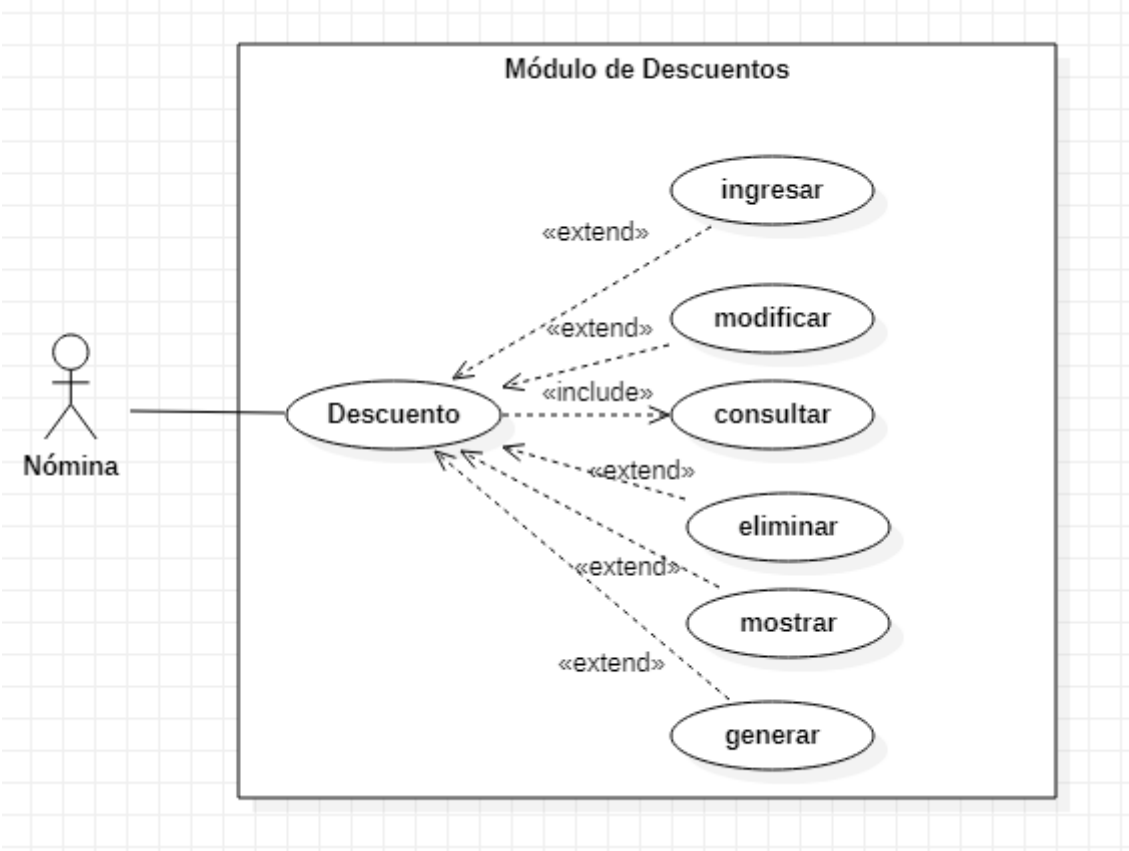 Módulo de Descuentos
ingresar
«extend»
modificar
«extend»
«include»
consultar
Descuento
Nómina
«extend»
eliminar
«extend»
mostrar
«extend»
generar